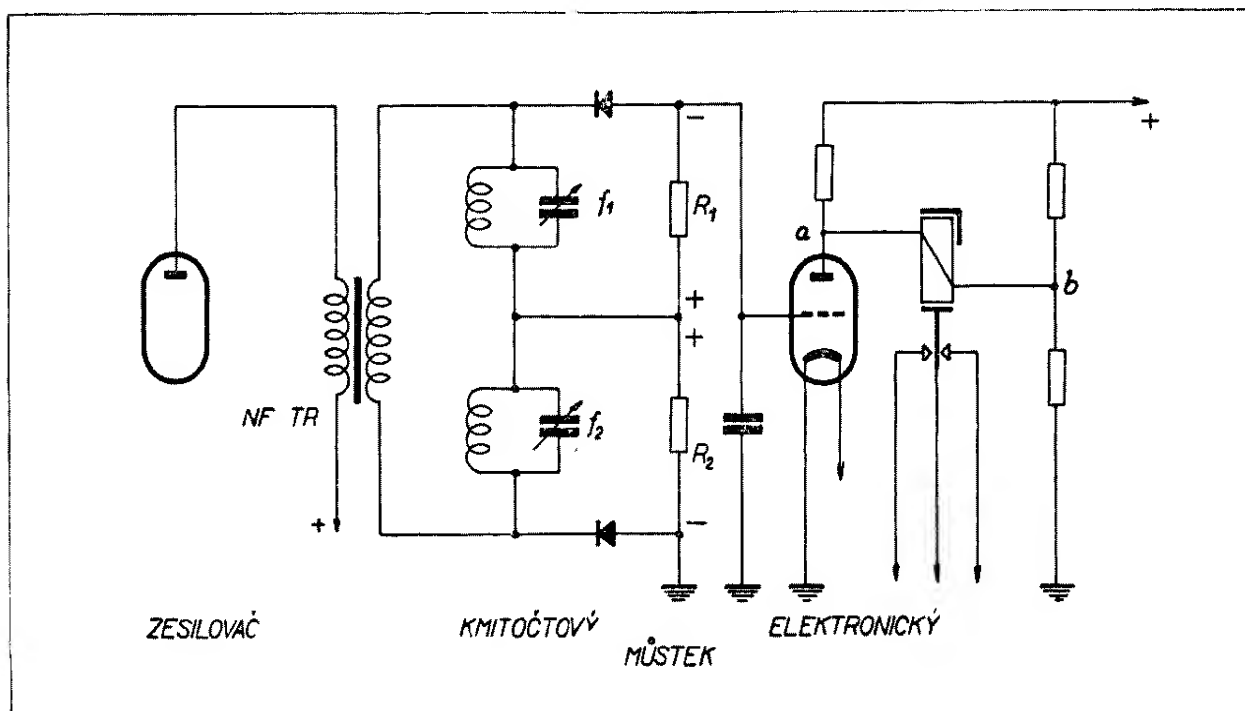 − +
f₁ R₁ a
+ b
+
NF TR f₂ R₂
+ −
ZESILOVAČ KMITOČTOVÝ ELEKTRONICKÝ
MŮSTEK